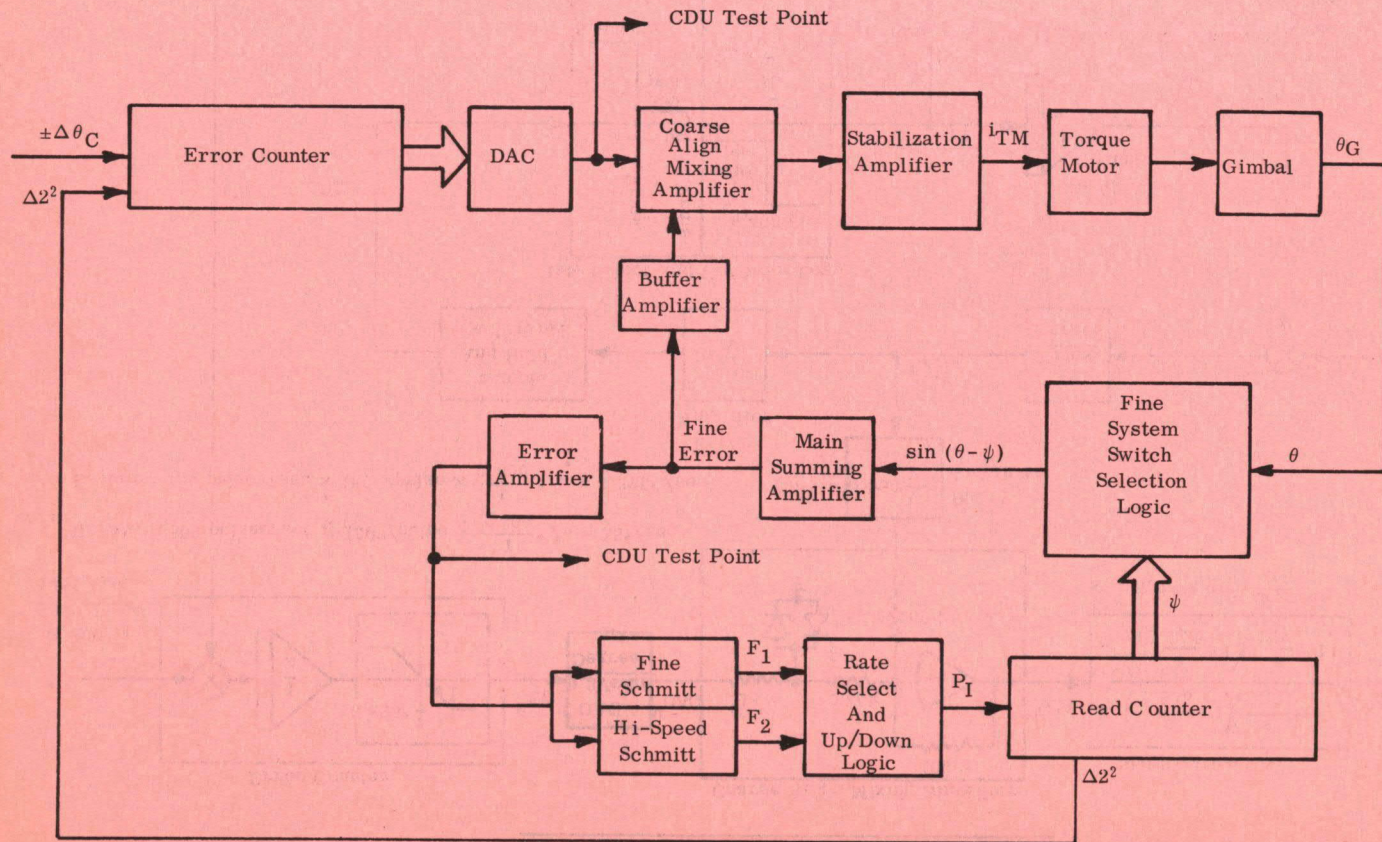 CDU Test Point
±Δθ_C
Δ2²
Error Counter
DAC
Coarse
Align
Mixing
Amplifier
Stabilization
Amplifier
i_TM
Torque
Motor
Gimbal
θ_G
Buffer
Amplifier
Error
Amplifier
Fine
Error
Main
Summing
Amplifier
sin (θ-ψ)
Fine
System
Switch
Selection
Logic
θ
CDU Test Point
ψ
Fine
Schmitt
Hi-Speed
Schmitt
F_1
F_2
Rate
Select
And
Up/Down
Logic
P_I
Read Counter
Δ2²